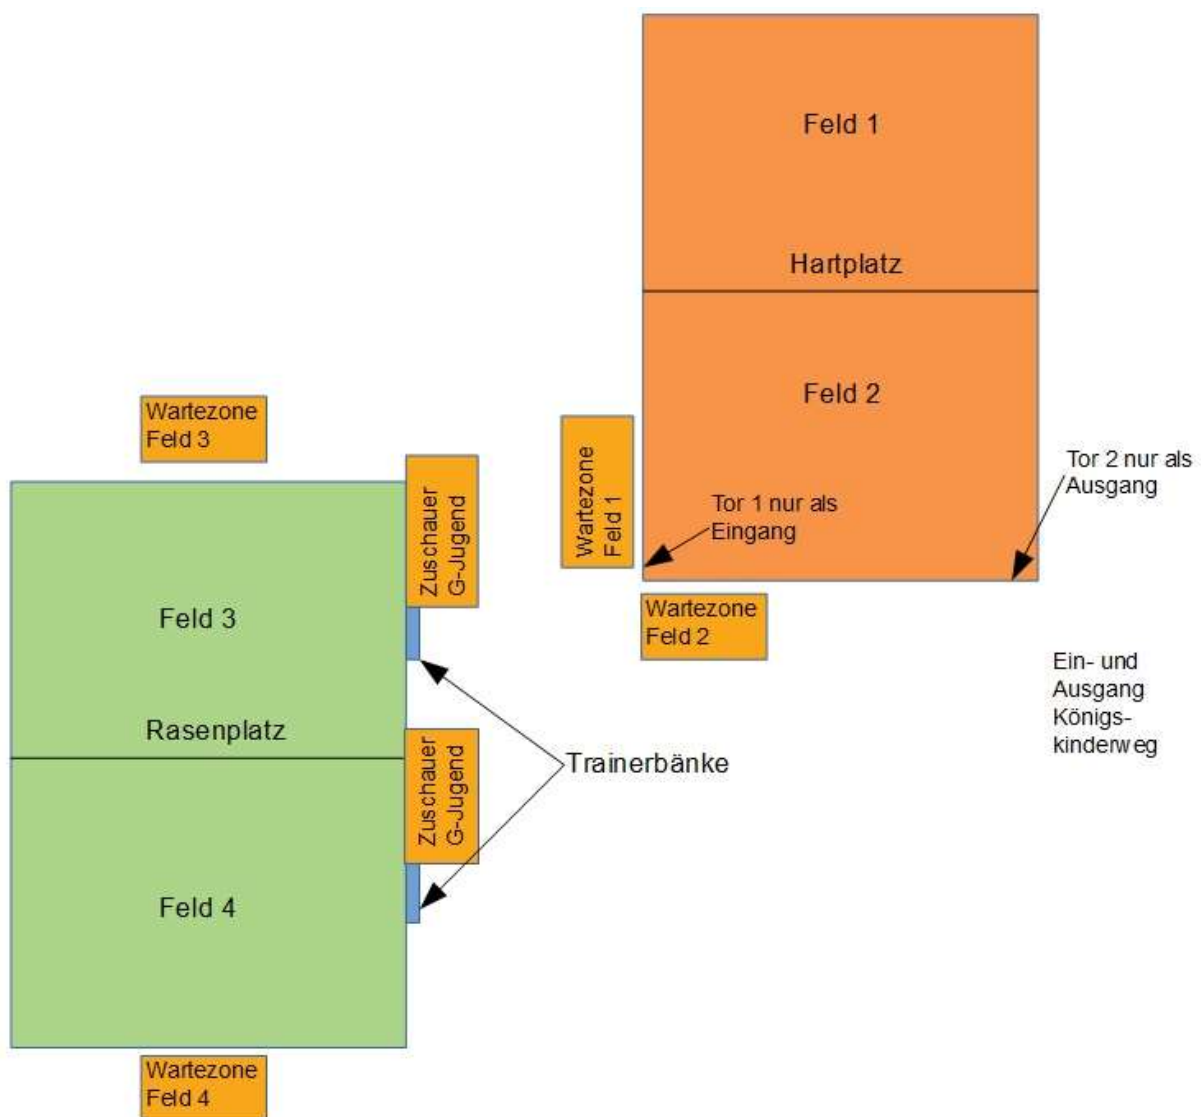 Feld 1
Hartplatz
Feld 2
Wartezone
Feld 3
Zuschauer
G-Jugend
Wartezone
Feld 1
Tor 1 nur als
Eingang
Tor 2 nur als
Ausgang
Wartezone
Feld 2
Feld 3
Ein- und
Ausgang
Königs-
kinderweg
Rasenplatz
Zuschauer
G-Jugend
Trainerbänke
Feld 4
Wartezone
Feld 4